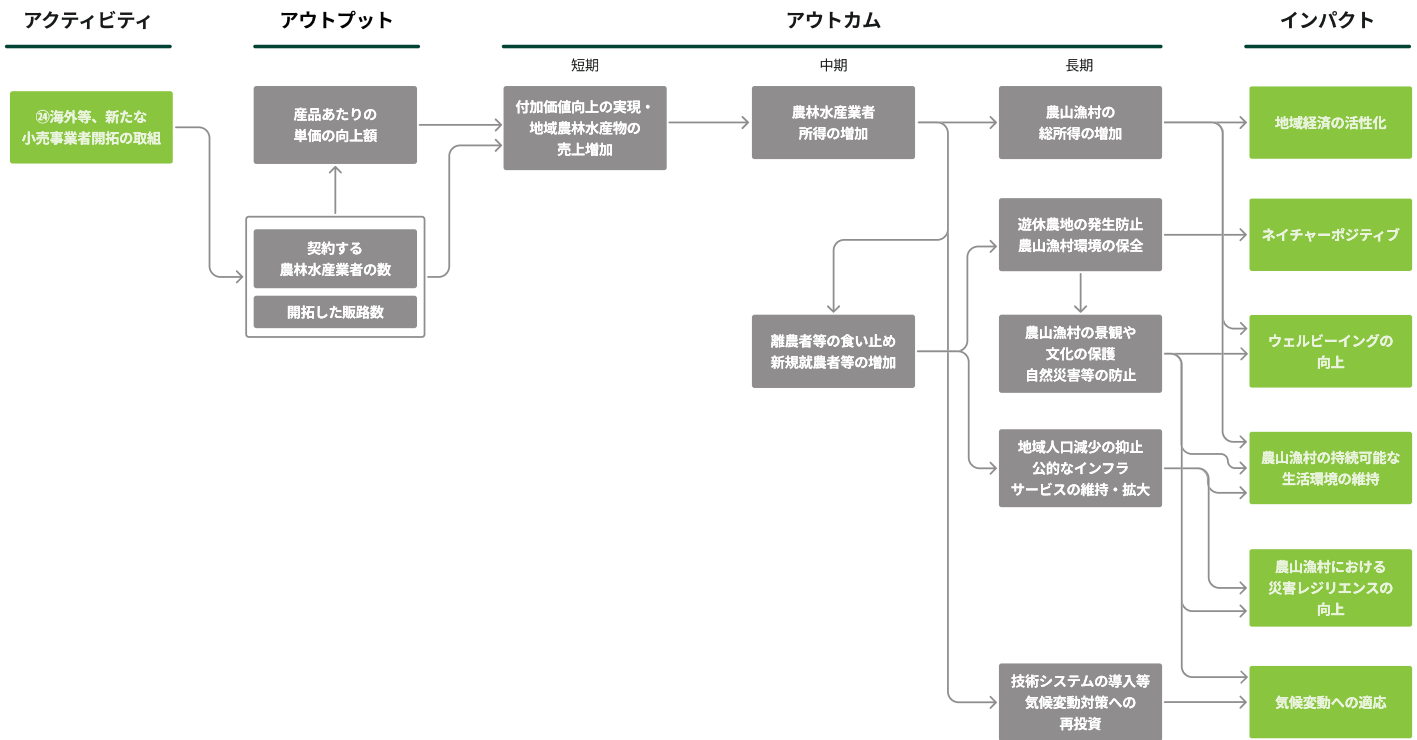 アクティビティ
アウトプット
アウトカム
インパクト
短期
中期
長期
㉔海外等、新たな
小売事業者開拓の取組
産品あたりの
単価の向上額
契約する
農林水産業者の数
開拓した販路数
付加価値向上の実現・
地域農林水産物の
売上増加
農林水産業者
所得の増加
離農者等の食い止め
新規就農者等の増加
農山漁村の
総所得の増加
遊休農地の発生防止
農山漁村環境の保全
農山漁村の景観や
文化の保護
自然災害等の防止
地域人口減少の抑止
公的なインフラ
サービスの維持・拡大
技術システムの導入等
気候変動対策への
再投資
地域経済の活性化
ネイチャーポジティブ
ウェルビーイングの
向上
農山漁村の持続可能な
生活環境の維持
農山漁村における
災害レジリエンスの
向上
気候変動への適応